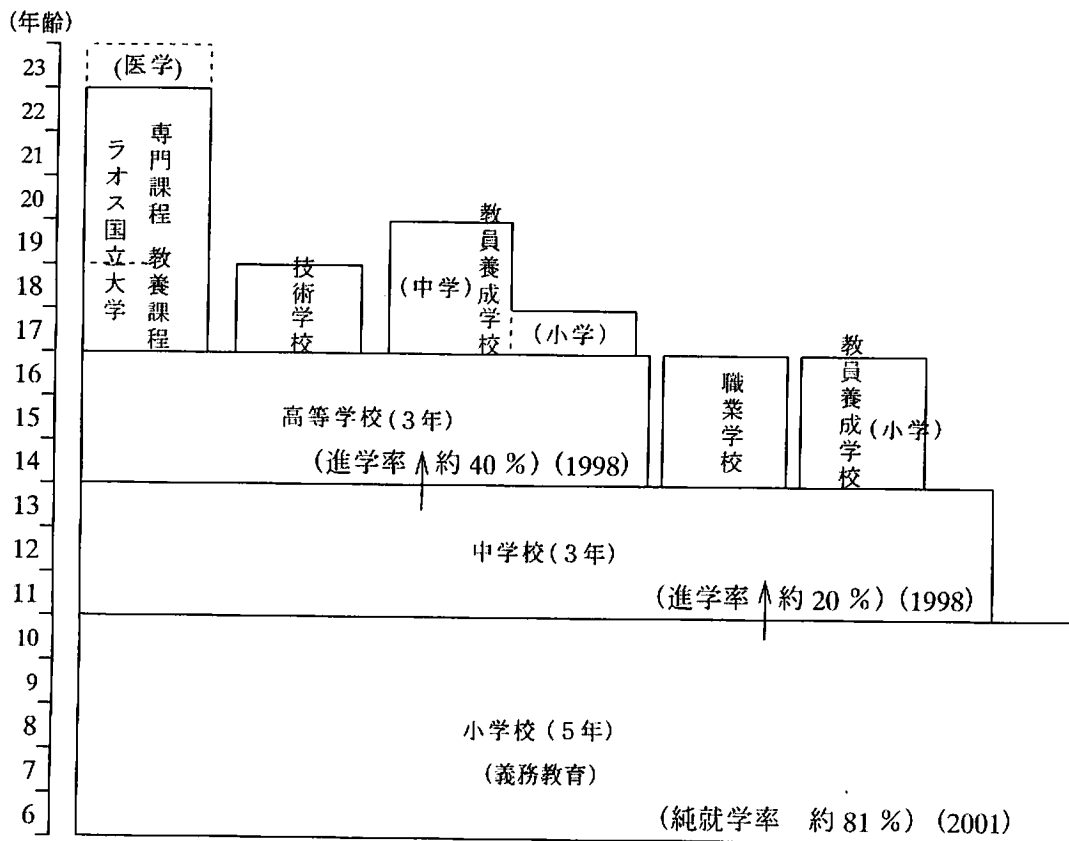 (年齢)
23
22
21
20
19
18
17
16
15
14
13
12
11
10
9
8
7
6
(医学)
ラオス国立大学
専門課程
教養課程
技術学校
(中学)
教員養成学校
(小学)
高等学校(3年)
(進学率 約40%)(1998)
職業学校
教員養成学校
(小学)
中学校(3年)
(進学率 約20%)(1998)
小学校(5年)
(義務教育)
(純就学率 約81%)(2001)